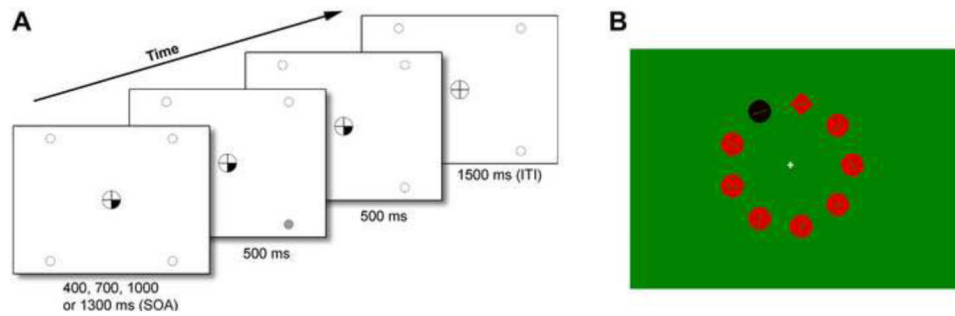 A
B
Time
1500 ms (ITI)
500 ms
500 ms
400, 700, 1000
or 1300 ms (SOA)